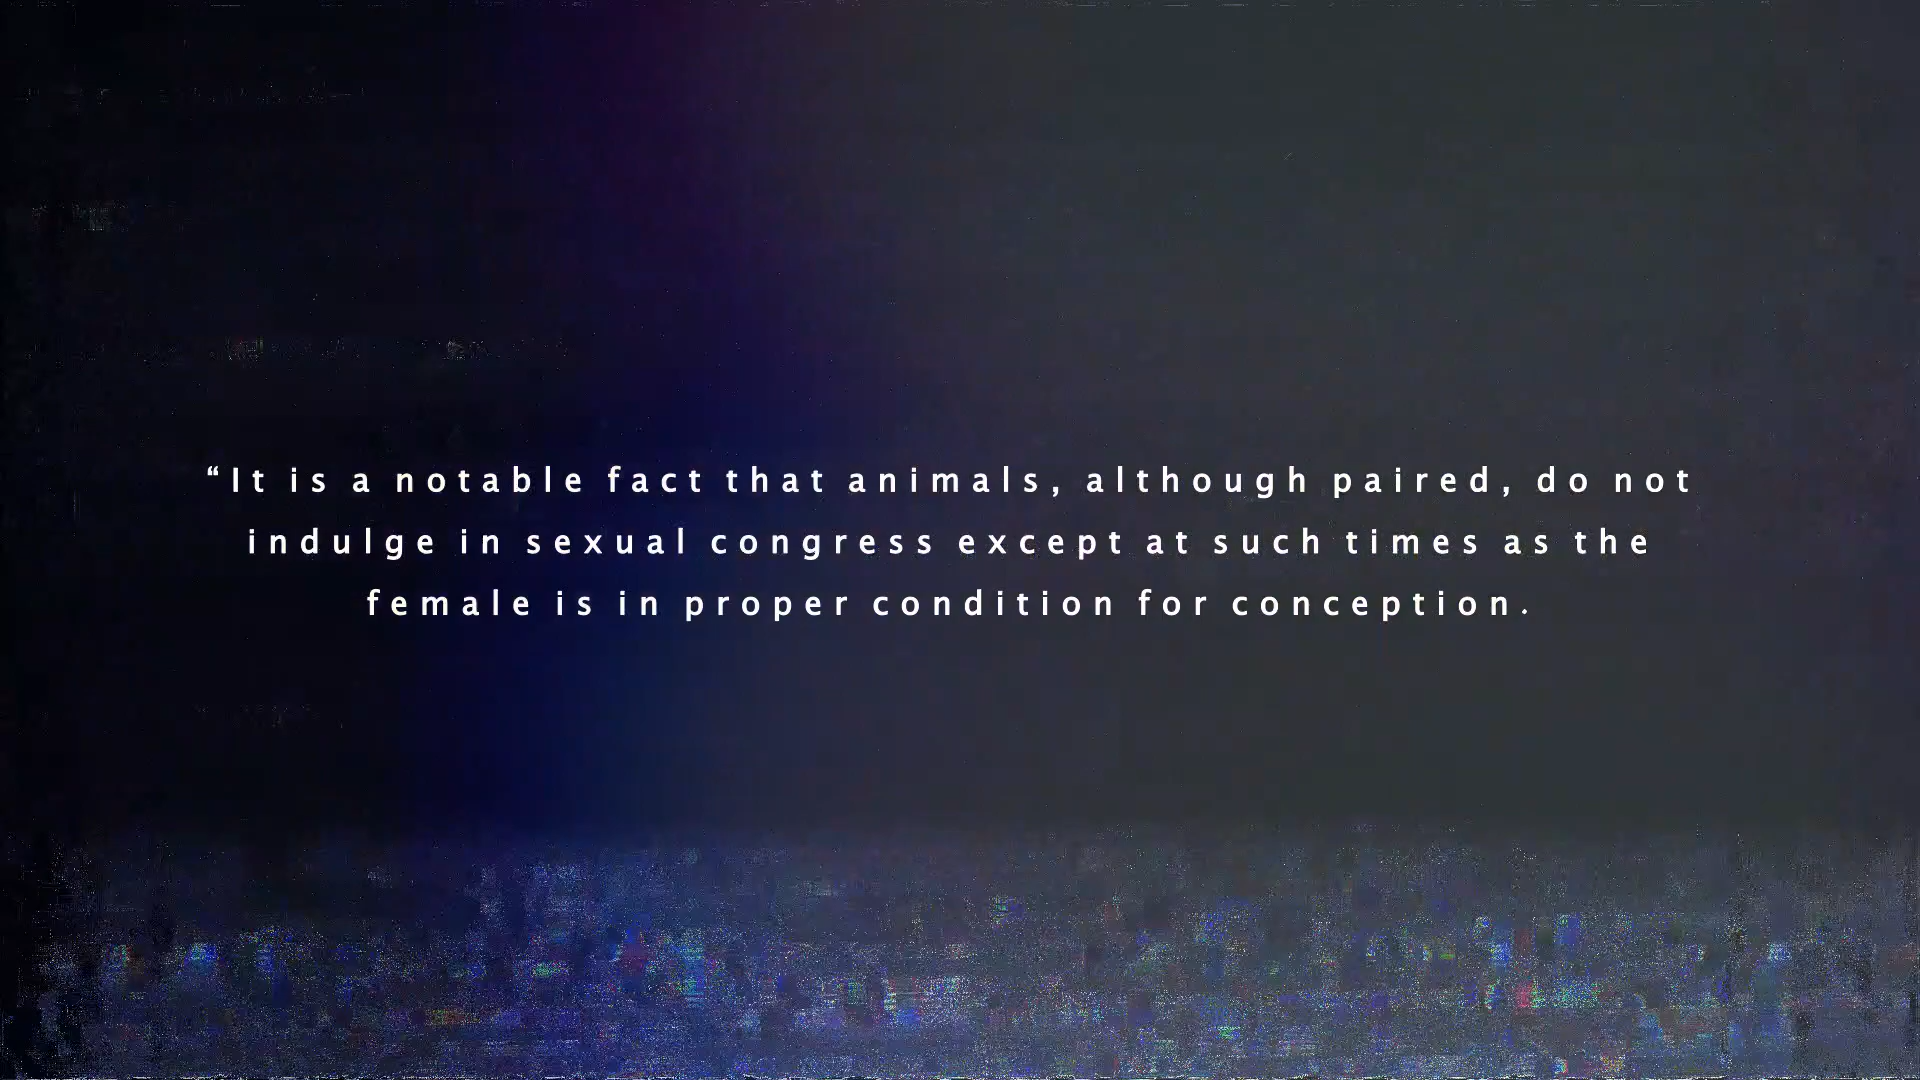 “It is a notable fact that animals, although paired, do not
indulge in sexual congress except at such times as the
female is in proper condition for conception.